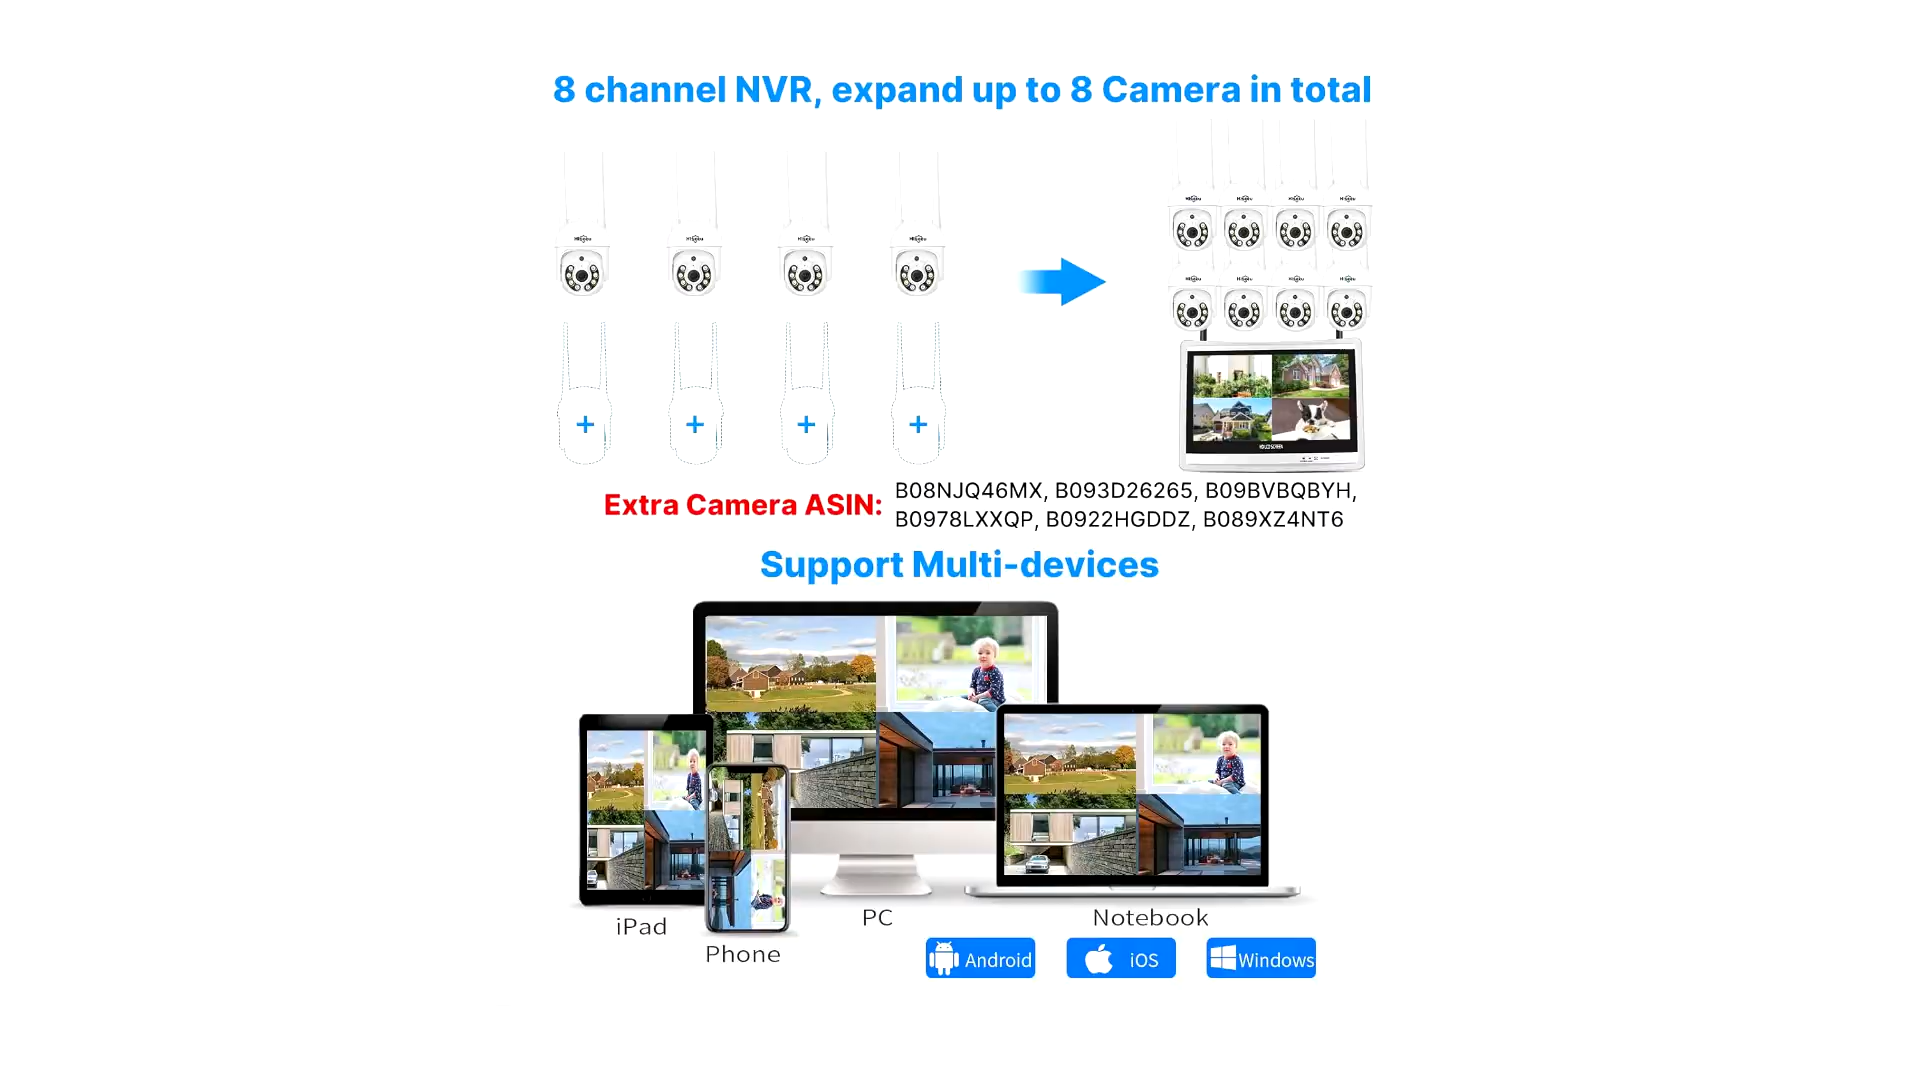 8 channel NVR, expand up to 8 Camera in total
Extra Camera ASIN:
B08NJQ46MX, B093D26265, B09BVBQBYH,
B0978LXXQP, B0922HGDDZ, B089XZ4NT6
Support Multi-devices
iPad
Phone
PC
Notebook
Android
iOS
Windows